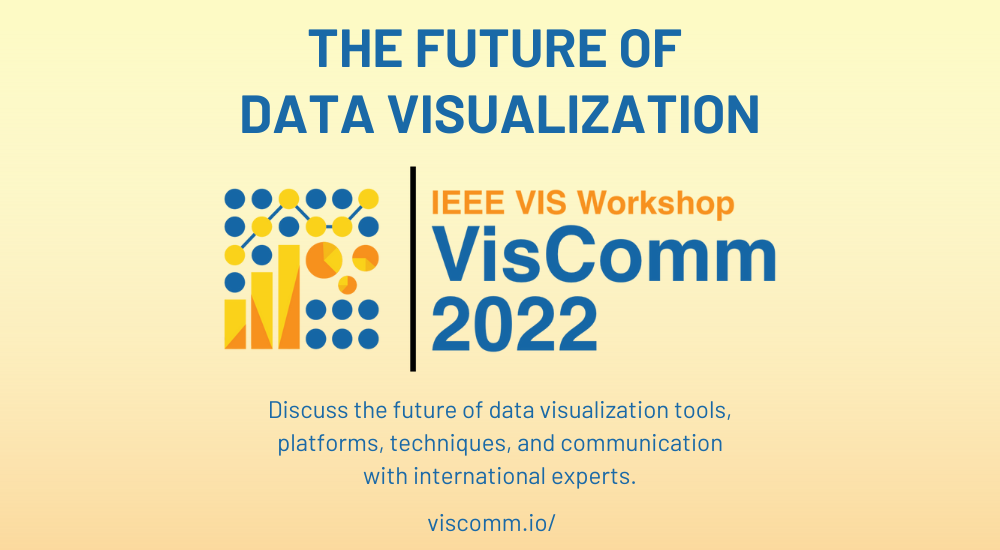 THE FUTURE OF
DATA VISUALIZATION
IEEE VIS Workshop
VisComm
2022
Discuss the future of data visualization tools,
platforms, techniques, and communication
with international experts.
viscomm.io/